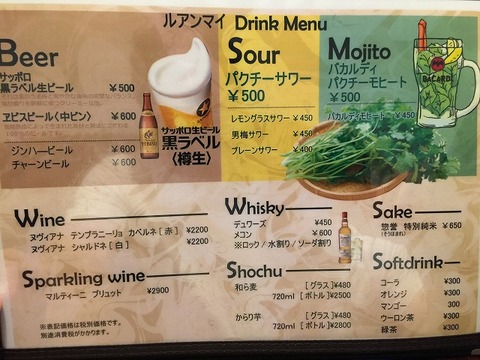 ルアンマイ Drink Menu
Beer
サッポロ
黒ラベル生ビール ¥500
ヱビスビール〈中ビン〉 ¥600
ジンハービール ¥600
チャーンビール ¥600
サッポロ生ビール
黒ラベル
〈樽生〉
Sour
パクチーサワー
¥500
レモングラスサワー ¥450
男梅サワー ¥450
プレーンサワー ¥400
Mojito
バカルディ
パクチーモヒート
¥500
バカルディモヒート ¥450
BACARDI
Wine
ヌヴィアナ テンプラニーリョ カベルネ [ 赤 ] ¥2200
ヌヴィアナ シャルドネ [ 白 ] ¥2200
Sparkling wine
マルティーニ ブリュット ¥2900
※表記価格は税別価格です。
別途消費税がかかります。
Whisky
デュワーズ ¥450
メコン ¥600
※ロック / 水割り / ソーダ割り
Shochu
和ら麦 [ グラス ] ¥480
720ml [ ボトル ] ¥2500
からり芋 [ グラス ] ¥480
720ml [ ボトル ] ¥2800
Sake
惣誉 特別純米 ¥650
(そうほまれ)
Softdrink
コーラ ¥300
オレンジ ¥300
マンゴー 300
ウーロン茶 ¥300
緑茶 ¥300